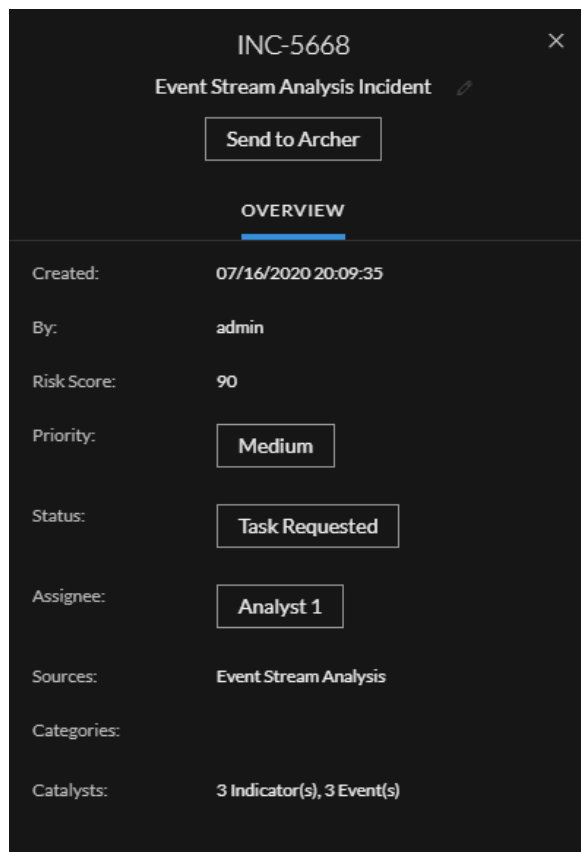 INC-5668
Event Stream Analysis Incident
Send to Archer
OVERVIEW
Created: 07/16/2020 20:09:35
By: admin
Risk Score: 90
Priority: Medium
Status: Task Requested
Assignee: Analyst 1
Sources: Event Stream Analysis
Categories:
Catalysts: 3 Indicator(s), 3 Event(s)